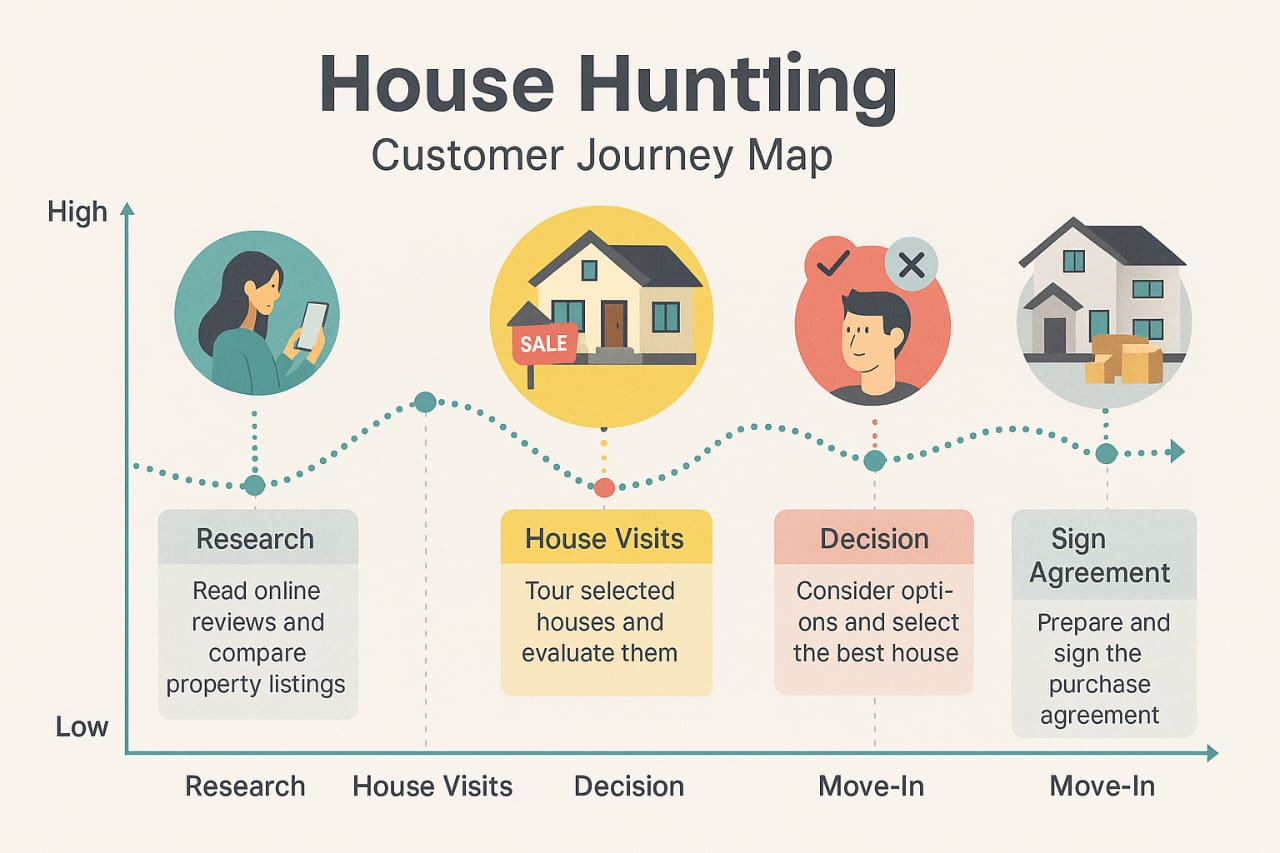 House Huntling
Customer Journey Map
High
SALE
Research
Read online
reviews and
compare
property listings
House Visits
Tour selected
houses and
evaluate them
Decision
Consider opti-
ons and select
the best house
Sign
Agreement
Prepare and
sign the
purchase
agreement
Low
Research
House Visits
Decision
Move-In
Move-In